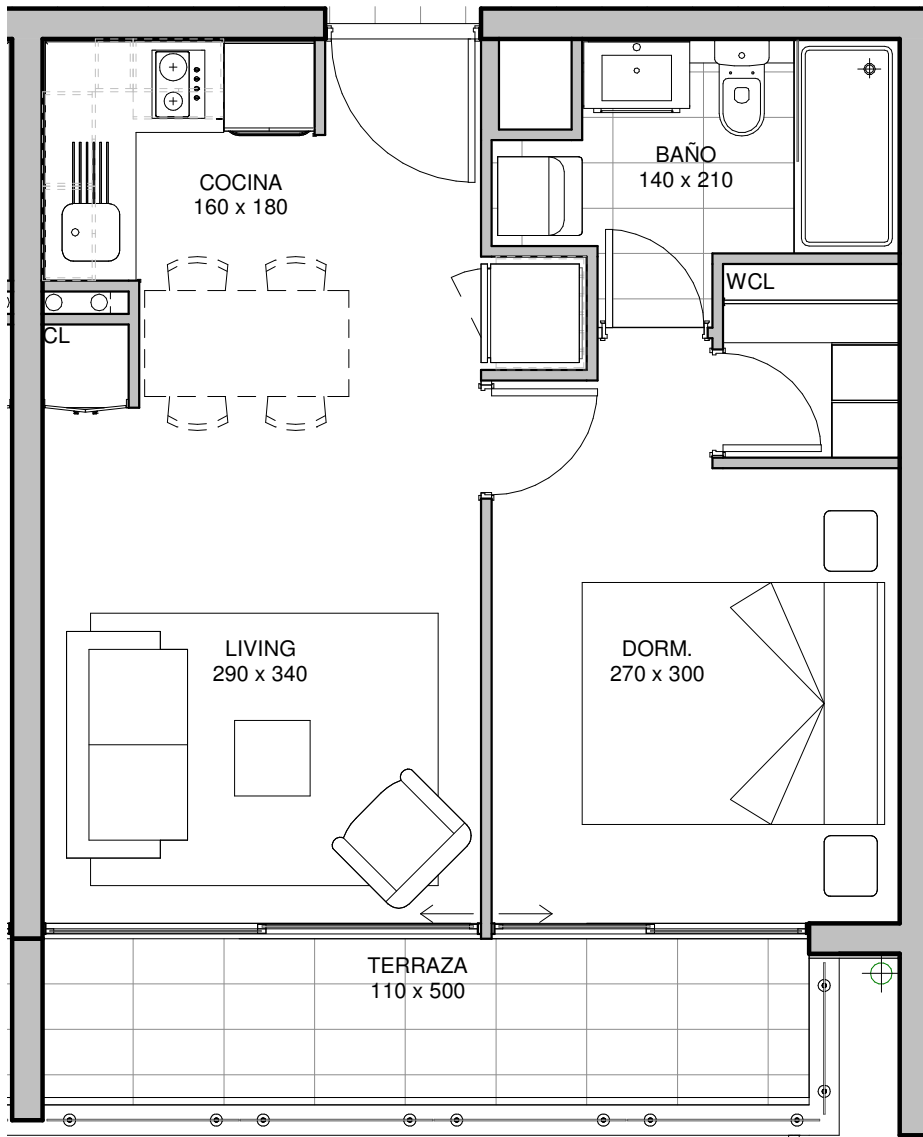 COCINA
160 x 180
BAÑO
140 x 210
WCL
CL
LIVING
290 x 340
DORM.
270 x 300
TERRAZA
110 x 500